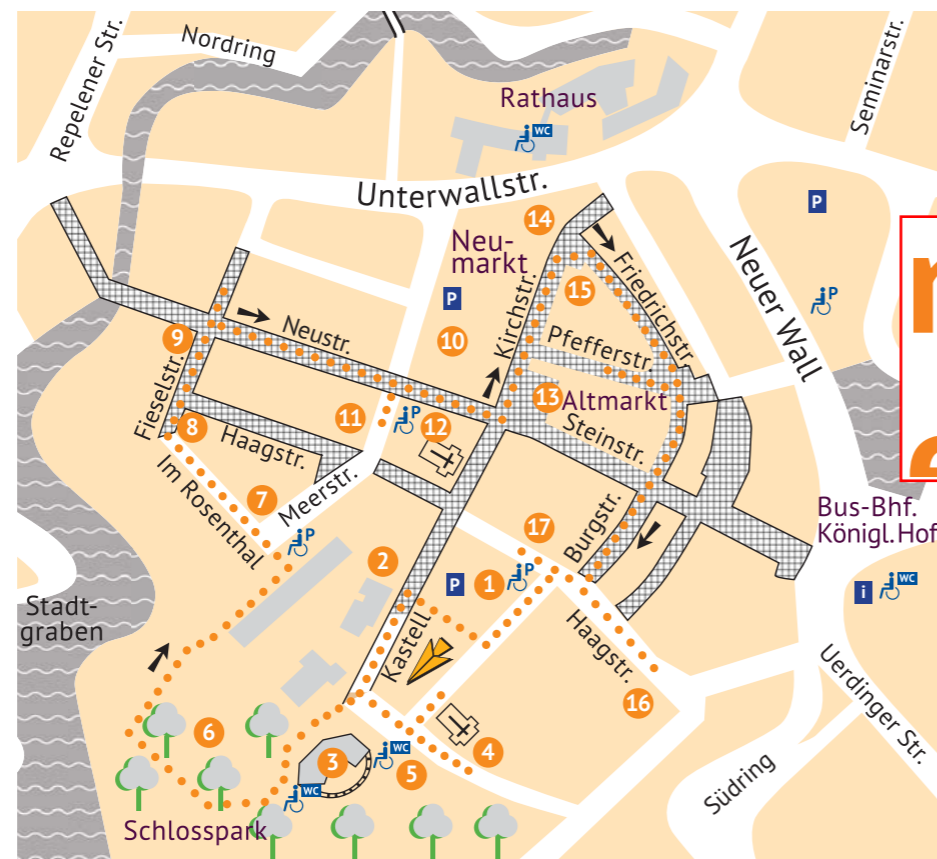 Repelener Str.
Nordring
Rathaus
WC
Seminarstr.
Unterwallstr.
P
14
Neu-
markt
Friedrichstr.
Neuer Wall
P
15
P
Kirchstr.
9
Neustr.
10
Pfefferstr.
Fieselstr.
11
P
12
13
Altmarkt
8
Haagstr.
Steinstr.
Im Rosenthal
7
Meerstr.
Bus-Bhf.
Königl.Hof
P
17
Burgstr.
2
P
1
P
i
WC
Stadt-
graben
Kastell
Haagstr.
Uerdinger Str.
16
6
4
WC
3
5
Südring
WC
Schlosspark